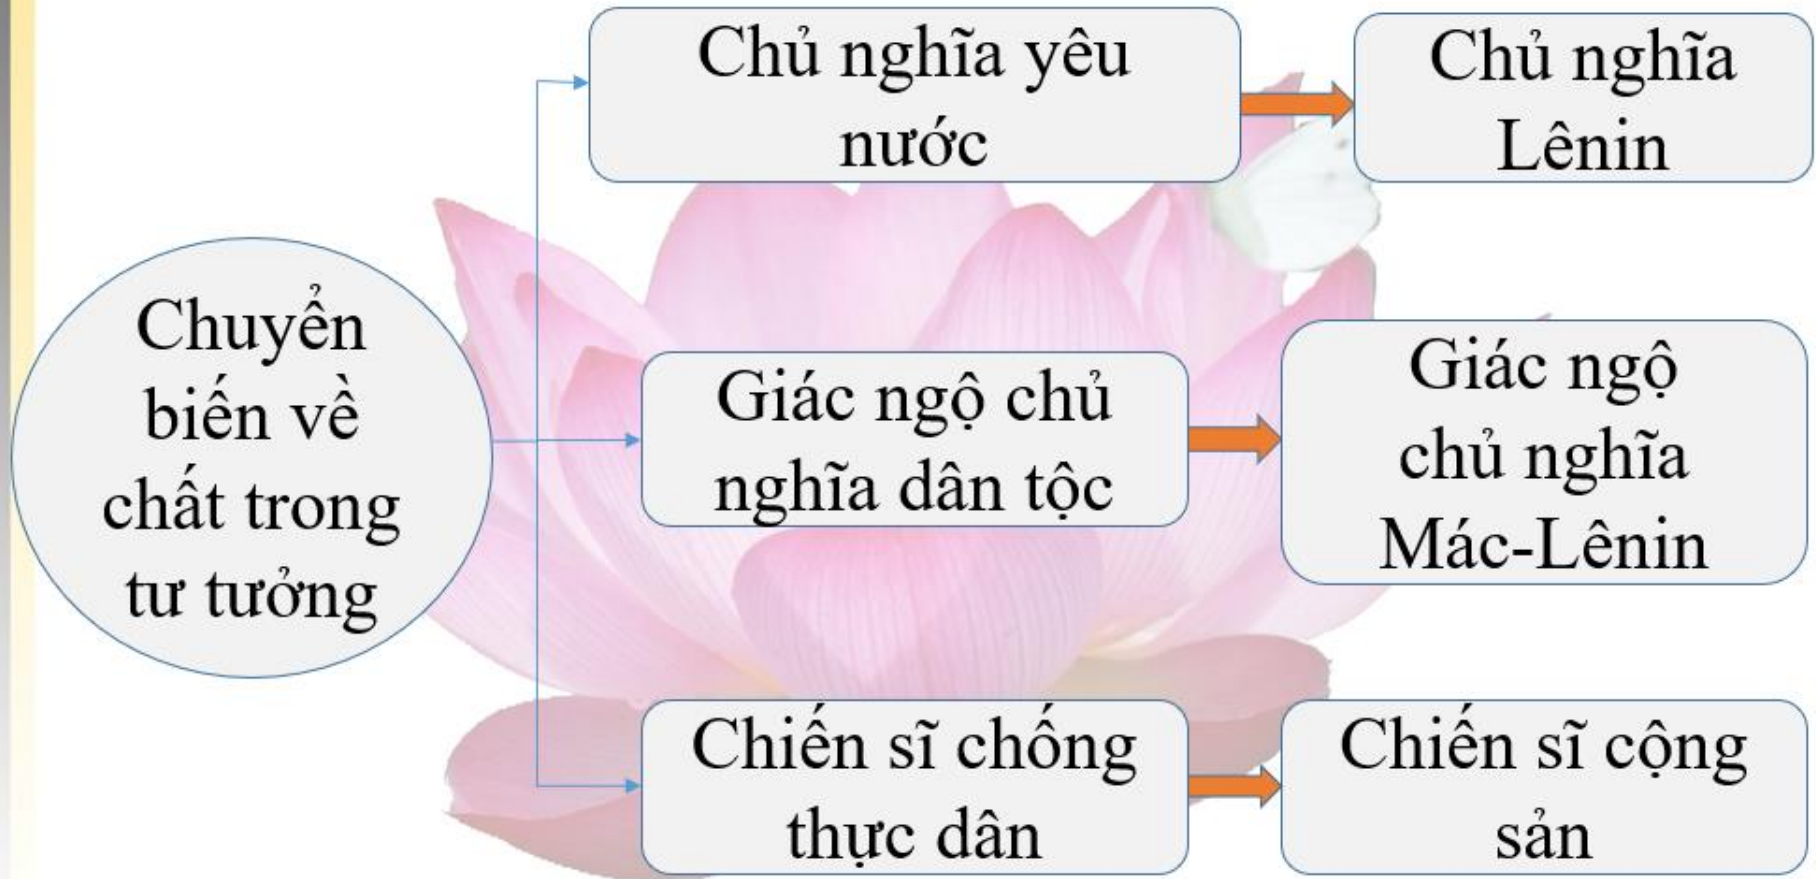 Chủ nghĩa yêu
nước
Chủ nghĩa
Lênin
Chuyển
biến về
chất trong
tư tưởng
Giác ngộ chủ
nghĩa dân tộc
Giác ngộ
chủ nghĩa
Mác-Lênin
Chiến sĩ chống
thực dân
Chiến sĩ cộng
sản